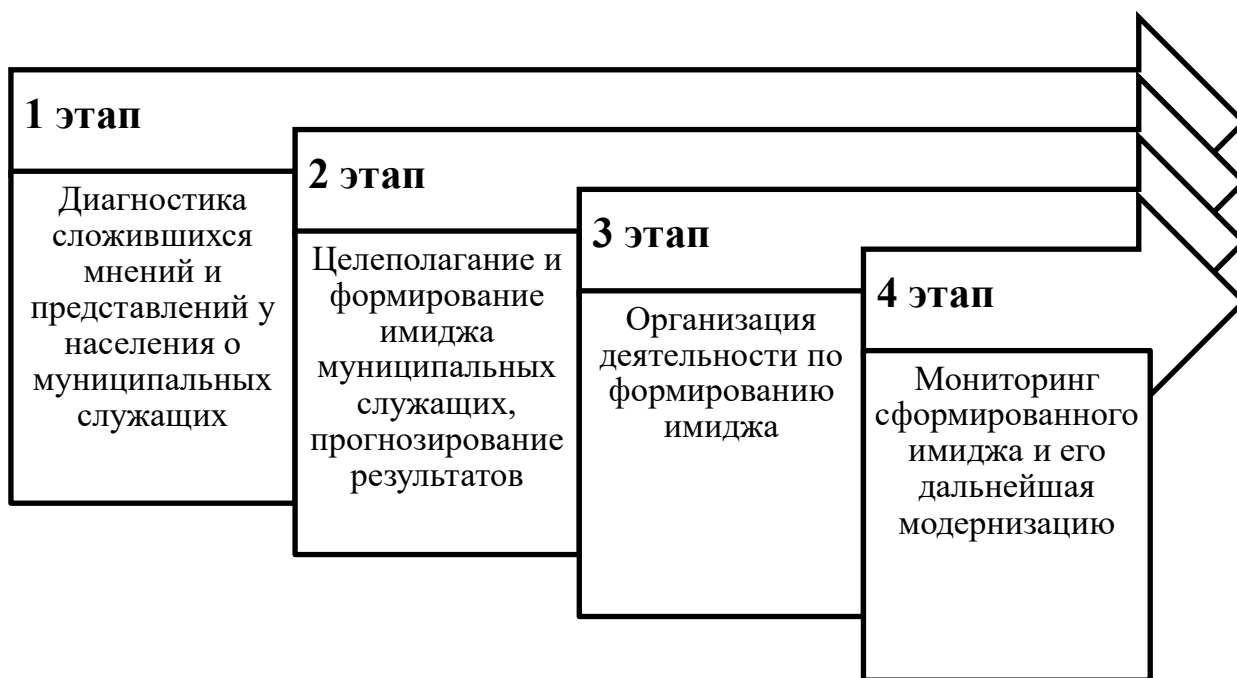 1 этап
Диагностика
сложившихся
мнений и
представлений у
населения о
муниципальных
служащих
2 этап
Целеполагание и
формирование
имиджа
муниципальных
служащих,
прогнозирование
результатов
3 этап
Организация
деятельности по
формированию
имиджа
4 этап
Мониторинг
сформированного
имиджа и его
дальнейшая
модернизацию